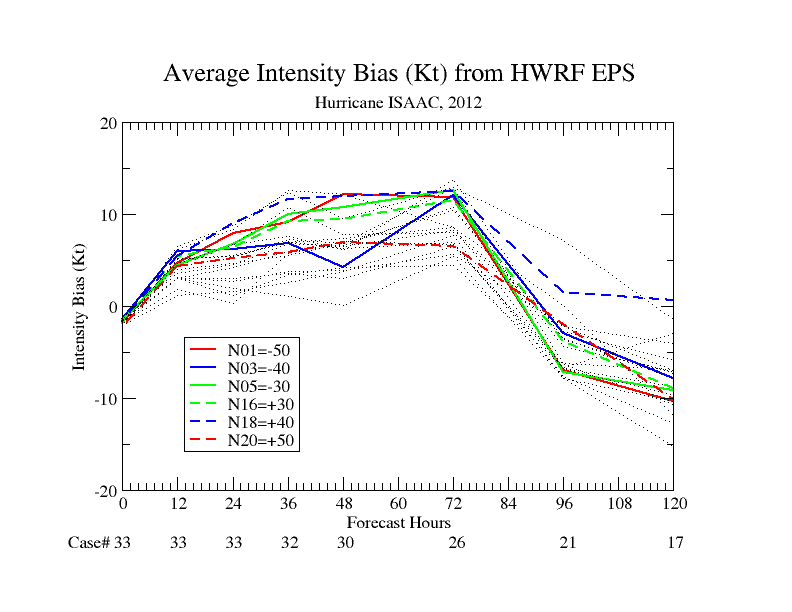 Average Intensity Bias (Kt) from HWRF EPS
Hurricane ISAAC, 2012
Intensity Bias (Kt)
20
10
0
-10
-20
N01=-50
N03=-40
N05=-30
N16=+30
N18=+40
N20=+50
0 12 24 36 48 60 72 84 96 108 120
Forecast Hours
Case# 33 33 33 32 30 26 21 17